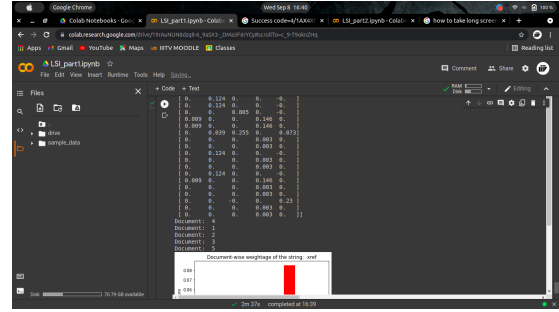 Google Chrome
Wed Sep 8 16:40
Colab Notebooks - Goo
LSI_part1.ipynb - Colab
Success code=4/1AX4X
LSI_part2.ipynb - Colab
how to take long scree
colab.research.google.com/drive/
Apps
Gmail
YouTube
Maps
IIITV MOODLE
Classes
Reading list
LSI_part1.ipynb
File Edit View Insert Runtime Tools Help Saving...
Comment
Share
Files
+ Code + Text
RAM
Disk
Editing
..
drive
sample_data
[ 0. 0.124 0. 0. -0. ]
[ 0. 0.124 0. 0. -0. ]
[ 0. 0. 0.005 0. -0. ]
[ 0.009 0. 0. 0.146 0. ]
[ 0.009 0. 0. 0.146 0. ]
[ 0. 0.039 0.255 0. 0.073]
[ 0. 0. 0. 0.003 0. ]
[ 0. 0. 0. 0.003 0. ]
[ 0. 0.124 0. 0. -0. ]
[ 0. 0. 0. 0.003 0. ]
[ 0. 0. 0. 0.003 0. ]
[ 0. 0.124 0. 0. -0. ]
[ 0.009 0. 0. 0.146 0. ]
[ 0. 0. 0. 0.003 0. ]
[ 0. 0. 0. 0.003 0. ]
[ 0. 0. -0. 0. 0.23 ]
[ 0. 0. 0. 0.003 0. ]
[ 0. 0. 0. 0.003 0. ]]
Document: 4
Document: 1
Document: 2
Document: 3
Document: 5
Document-wise weightage of the string: xref
0.08
0.07
0.06
Disk
70.79 GB available
2m 37s completed at 16:39